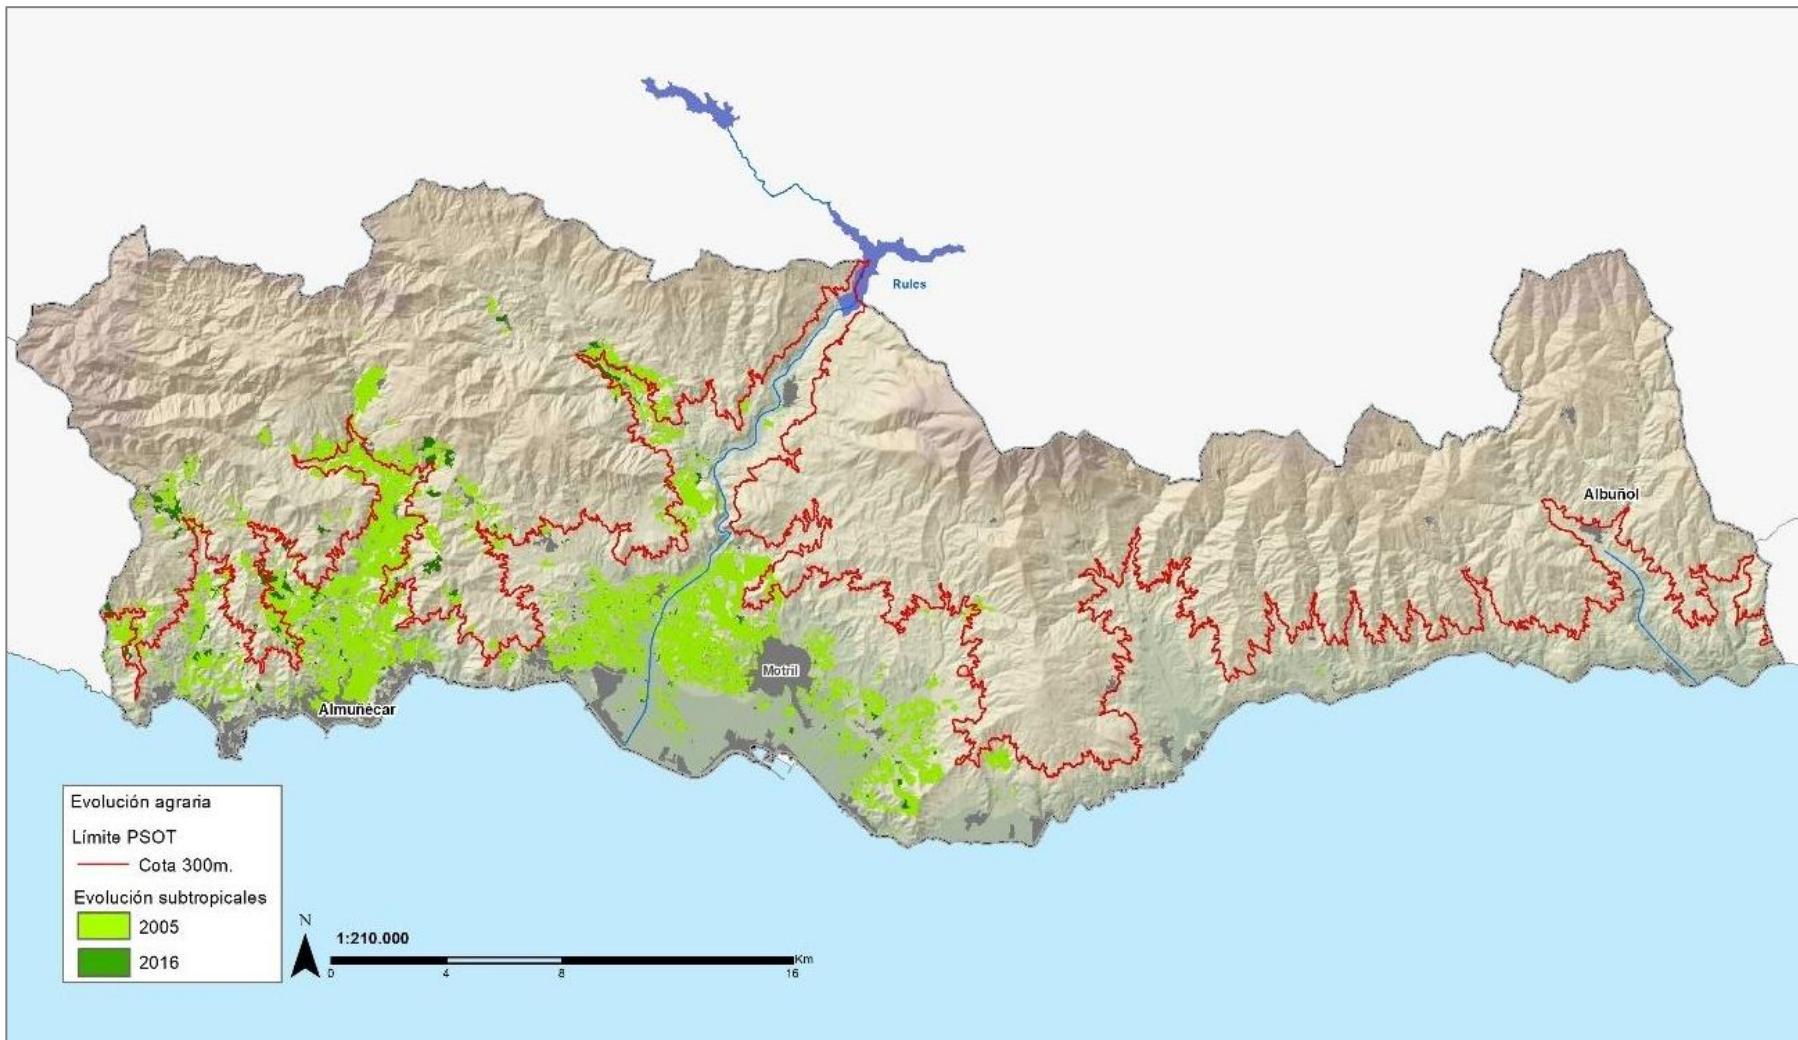 Rules
Albuñol
Motril
Almuñécar
Evolución agraria
Límite PSOT
Cota 300m.
Evolución subtropicales
2005
2016
N
1:210.000
Km
0 4 8 16